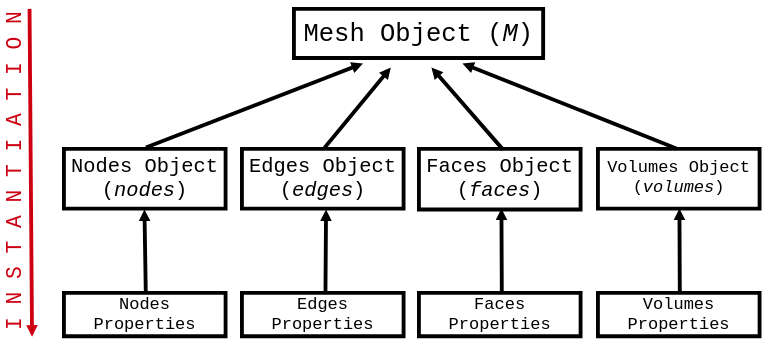 INSTANTIATION
Mesh Object (M)
Nodes Object
(nodes)
Edges Object
(edges)
Faces Object
(faces)
Volumes Object
(volumes)
Nodes
Properties
Edges
Properties
Faces
Properties
Volumes
Properties